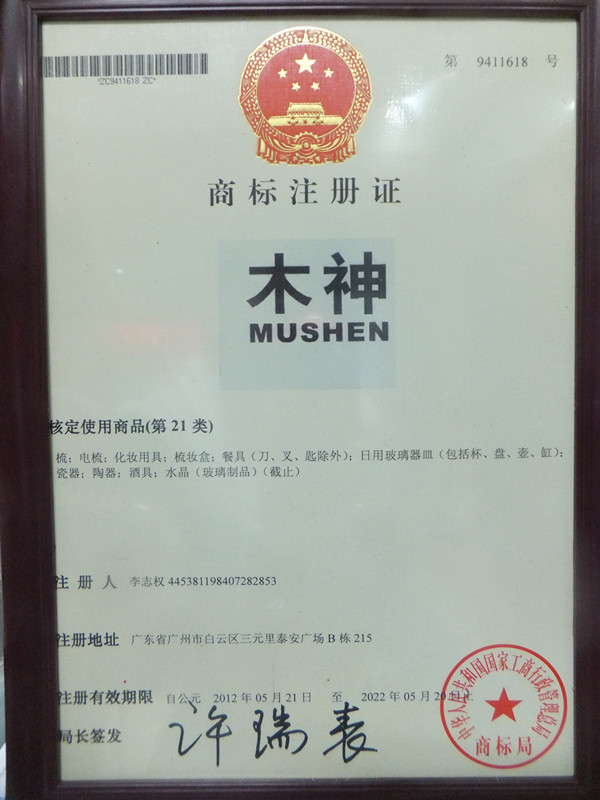 第 9411618 号
*ZC9411618 ZC*
商标注册证
木神
MUSHEN
核定使用商品(第 21 类)
梳；电梳；化妆用具；梳妆盒；餐具（刀、叉、匙除外）；日用玻璃器皿（包括杯、盘、壶、缸）；
瓷器；陶器；酒具；水晶（玻璃制品）（截止）
注 册 人 李志权 445381198407282853
注册地址 广东省广州市白云区三元里泰安广场 B 栋 215
注册有效期限 自公元 2012 年 05 月 21 日 至 2022 年 05 月 20 日止
局长签发 许瑞表
中华人民共和国国家工商行政管理总局
商标局